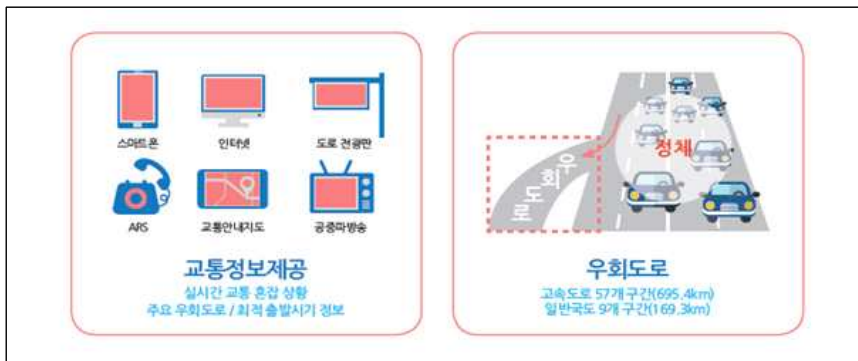 스마트폰
인터넷
도로 전광판
ARS
교통안내지도
공중파방송
교통정보제공
실시간 교통 혼잡 상황
주요 우회도로 / 최적 출발시기 정보
정체
우회도로
우회도로
고속도로 57개 구간(695.4km)
일반국도 9개 구간(169.3km)